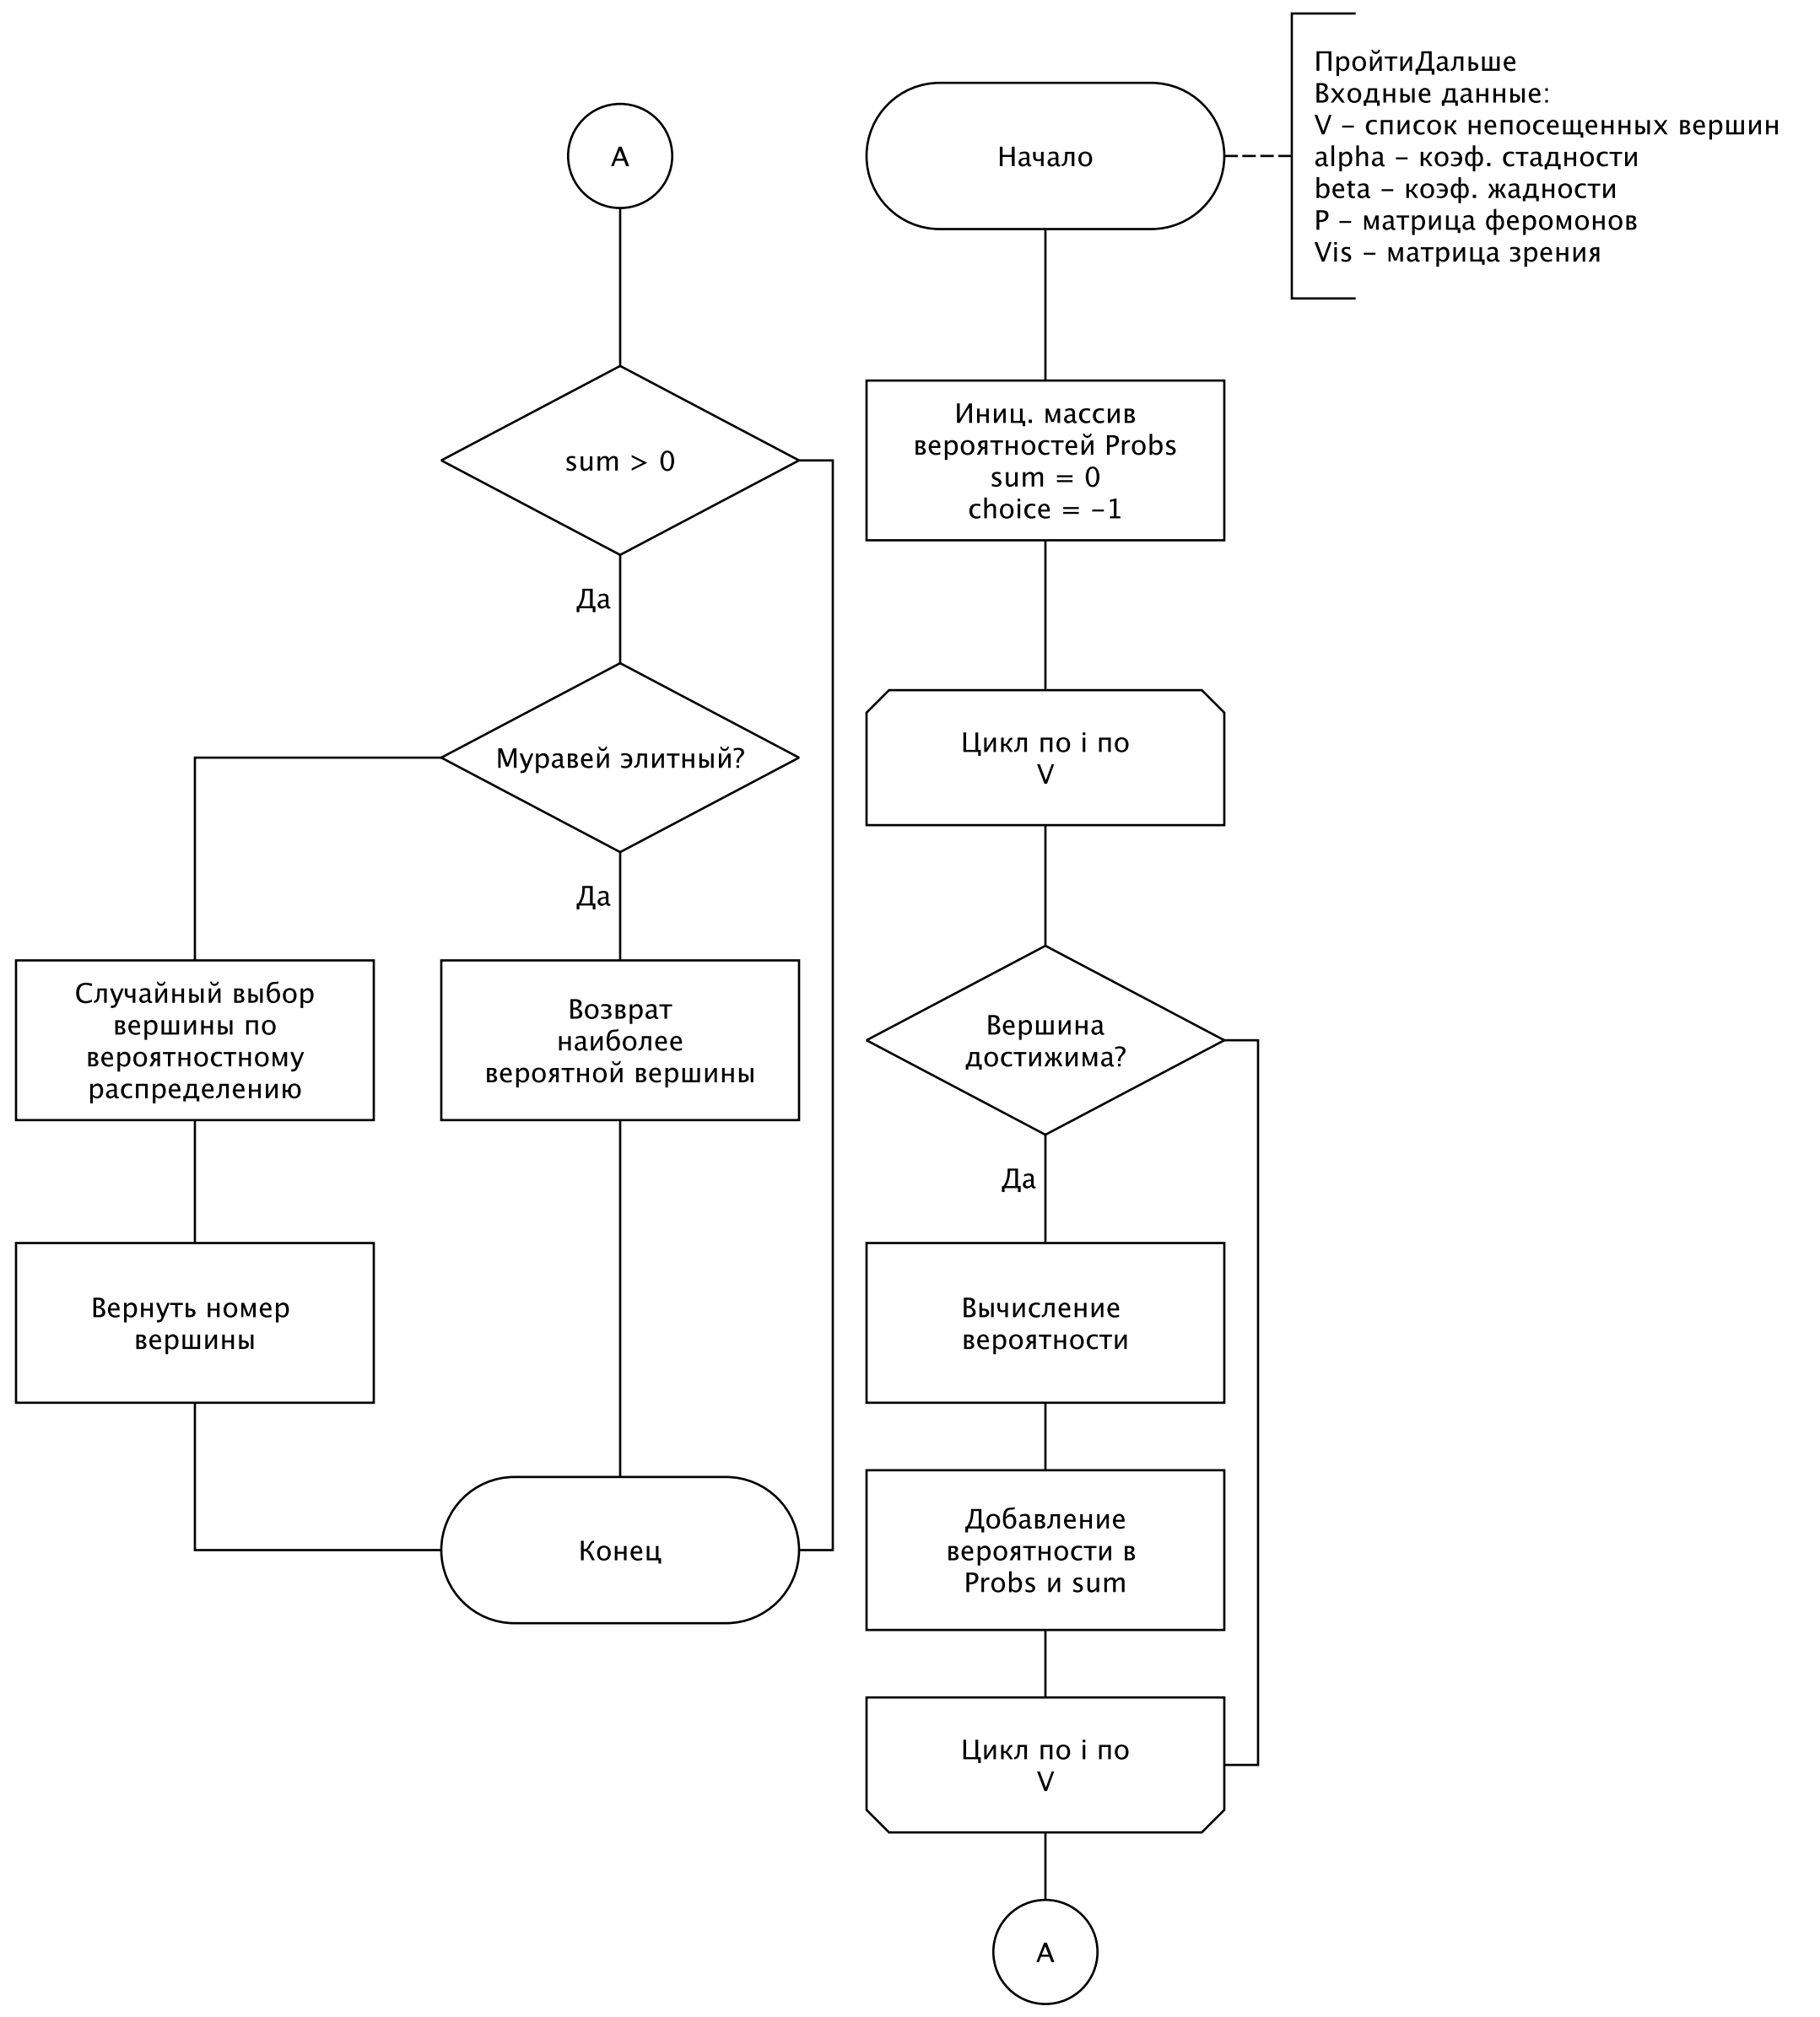 A
sum > 0
Да
Муравей элитный?
Да
Случайный выбор
вершины по
вероятностному
распределению
Возврат
наиболее
вероятной вершины
Вернуть номер
вершины
Конец
Начало
ПройтиДальше
Входные данные:
V – список непосещенных вершин
alpha – коэф. стадности
beta – коэф. жадности
P – матрица феромонов
Vis – матрица зрения
Иниц. массив
вероятностей Probs
sum = 0
choice = -1
Цикл по i по
V
Вершина
достижима?
Да
Вычисление
вероятности
Добавление
вероятности в
Probs и sum
Цикл по i по
V
A